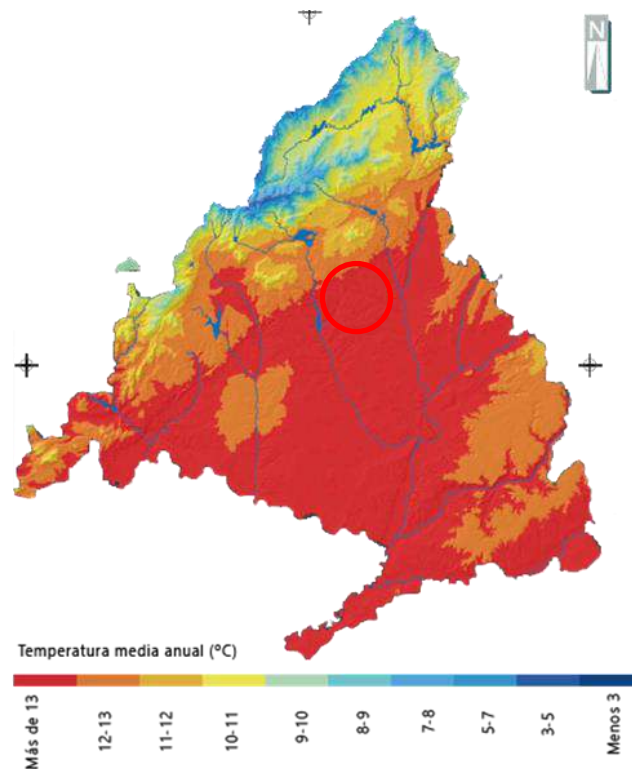 N
Temperatura media anual (ºC)
Más de 13
12-13
11-12
10-11
9-10
8-9
7-8
5-7
3-5
Menos 3